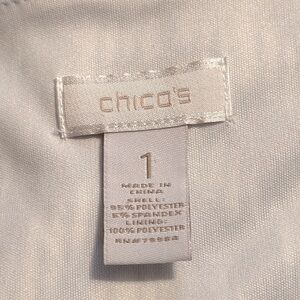 chico's
1
MADE IN
CHINA
SHELL:
95% POLYESTER
5% SPANDEX
LINING:
100% POLYESTER